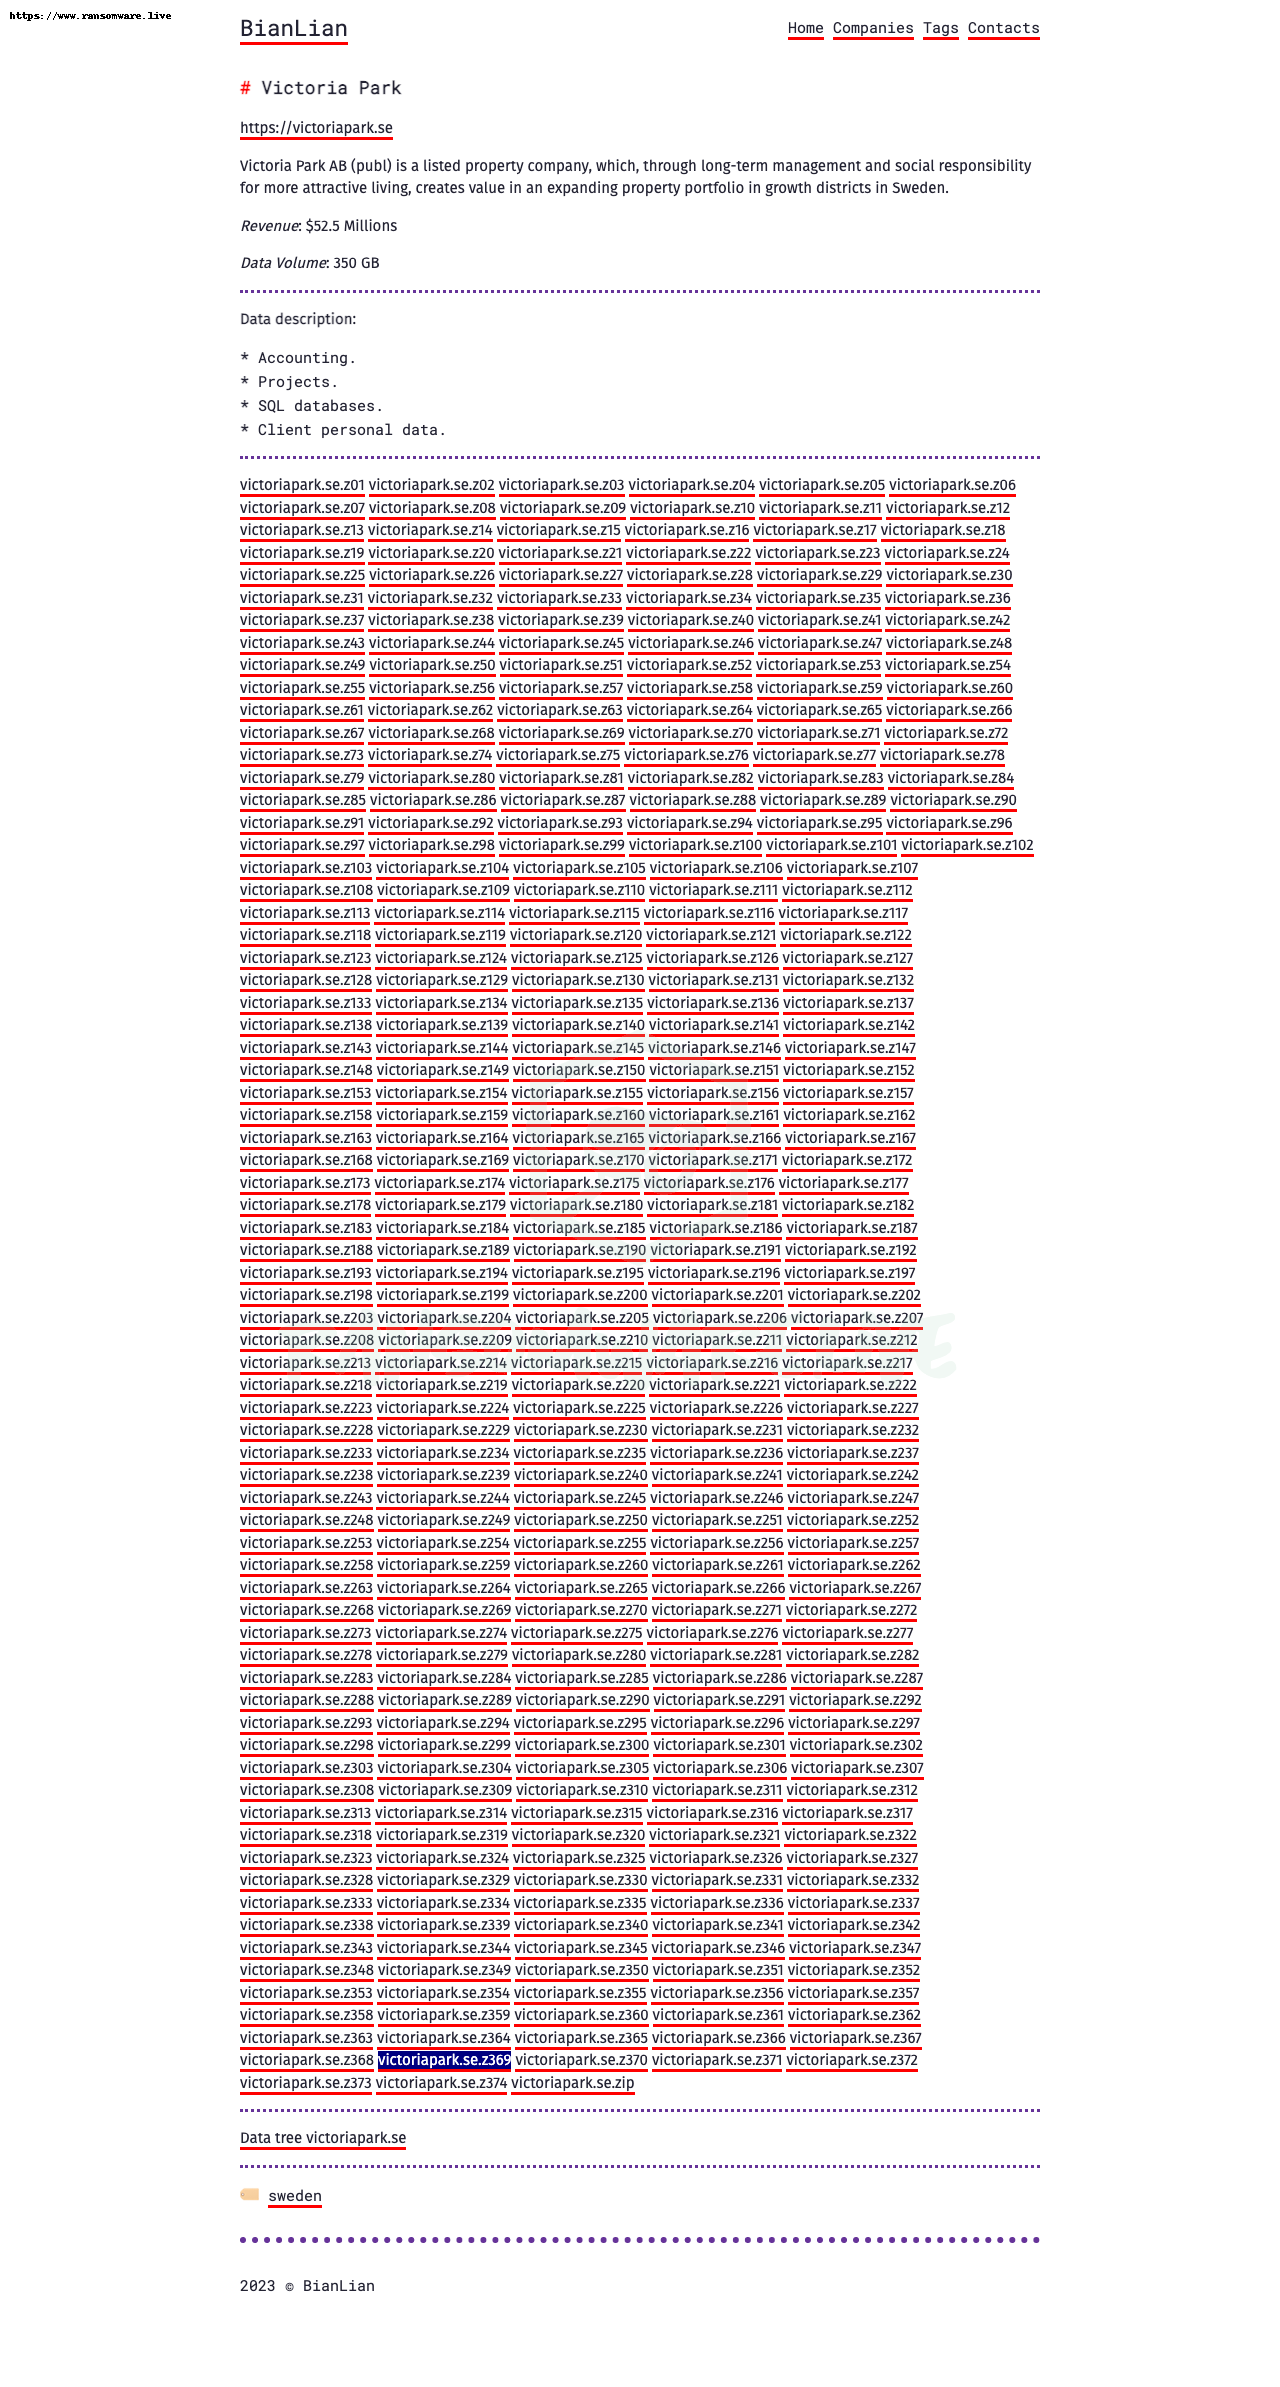 https://www.ransomware.live
BianLian
Home Companies Tags Contacts
# Victoria Park
https://victoriapark.se
Victoria Park AB (publ) is a listed property company, which, through long-term management and social responsibility
for more attractive living, creates value in an expanding property portfolio in growth districts in Sweden.
Revenue: $52.5 Millions
Data Volume: 350 GB
Data description:
* Accounting.
* Projects.
* SQL databases.
* Client personal data.
victoriapark.se.z01 victoriapark.se.z02 victoriapark.se.z03 victoriapark.se.z04 victoriapark.se.z05 victoriapark.se.z06
victoriapark.se.z07 victoriapark.se.z08 victoriapark.se.z09 victoriapark.se.z10 victoriapark.se.z11 victoriapark.se.z12
victoriapark.se.z13 victoriapark.se.z14 victoriapark.se.z15 victoriapark.se.z16 victoriapark.se.z17 victoriapark.se.z18
victoriapark.se.z19 victoriapark.se.z20 victoriapark.se.z21 victoriapark.se.z22 victoriapark.se.z23 victoriapark.se.z24
victoriapark.se.z25 victoriapark.se.z26 victoriapark.se.z27 victoriapark.se.z28 victoriapark.se.z29 victoriapark.se.z30
victoriapark.se.z31 victoriapark.se.z32 victoriapark.se.z33 victoriapark.se.z34 victoriapark.se.z35 victoriapark.se.z36
victoriapark.se.z37 victoriapark.se.z38 victoriapark.se.z39 victoriapark.se.z40 victoriapark.se.z41 victoriapark.se.z42
victoriapark.se.z43 victoriapark.se.z44 victoriapark.se.z45 victoriapark.se.z46 victoriapark.se.z47 victoriapark.se.z48
victoriapark.se.z49 victoriapark.se.z50 victoriapark.se.z51 victoriapark.se.z52 victoriapark.se.z53 victoriapark.se.z54
victoriapark.se.z55 victoriapark.se.z56 victoriapark.se.z57 victoriapark.se.z58 victoriapark.se.z59 victoriapark.se.z60
victoriapark.se.z61 victoriapark.se.z62 victoriapark.se.z63 victoriapark.se.z64 victoriapark.se.z65 victoriapark.se.z66
victoriapark.se.z67 victoriapark.se.z68 victoriapark.se.z69 victoriapark.se.z70 victoriapark.se.z71 victoriapark.se.z72
victoriapark.se.z73 victoriapark.se.z74 victoriapark.se.z75 victoriapark.se.z76 victoriapark.se.z77 victoriapark.se.z78
victoriapark.se.z79 victoriapark.se.z80 victoriapark.se.z81 victoriapark.se.z82 victoriapark.se.z83 victoriapark.se.z84
victoriapark.se.z85 victoriapark.se.z86 victoriapark.se.z87 victoriapark.se.z88 victoriapark.se.z89 victoriapark.se.z90
victoriapark.se.z91 victoriapark.se.z92 victoriapark.se.z93 victoriapark.se.z94 victoriapark.se.z95 victoriapark.se.z96
victoriapark.se.z97 victoriapark.se.z98 victoriapark.se.z99 victoriapark.se.z100 victoriapark.se.z101 victoriapark.se.z102
victoriapark.se.z103 victoriapark.se.z104 victoriapark.se.z105 victoriapark.se.z106 victoriapark.se.z107
victoriapark.se.z108 victoriapark.se.z109 victoriapark.se.z110 victoriapark.se.z111 victoriapark.se.z112
victoriapark.se.z113 victoriapark.se.z114 victoriapark.se.z115 victoriapark.se.z116 victoriapark.se.z117
victoriapark.se.z118 victoriapark.se.z119 victoriapark.se.z120 victoriapark.se.z121 victoriapark.se.z122
victoriapark.se.z123 victoriapark.se.z124 victoriapark.se.z125 victoriapark.se.z126 victoriapark.se.z127
victoriapark.se.z128 victoriapark.se.z129 victoriapark.se.z130 victoriapark.se.z131 victoriapark.se.z132
victoriapark.se.z133 victoriapark.se.z134 victoriapark.se.z135 victoriapark.se.z136 victoriapark.se.z137
victoriapark.se.z138 victoriapark.se.z139 victoriapark.se.z140 victoriapark.se.z141 victoriapark.se.z142
victoriapark.se.z143 victoriapark.se.z144 victoriapark.se.z145 victoriapark.se.z146 victoriapark.se.z147
victoriapark.se.z148 victoriapark.se.z149 victoriapark.se.z150 victoriapark.se.z151 victoriapark.se.z152
victoriapark.se.z153 victoriapark.se.z154 victoriapark.se.z155 victoriapark.se.z156 victoriapark.se.z157
victoriapark.se.z158 victoriapark.se.z159 victoriapark.se.z160 victoriapark.se.z161 victoriapark.se.z162
victoriapark.se.z163 victoriapark.se.z164 victoriapark.se.z165 victoriapark.se.z166 victoriapark.se.z167
victoriapark.se.z168 victoriapark.se.z169 victoriapark.se.z170 victoriapark.se.z171 victoriapark.se.z172
victoriapark.se.z173 victoriapark.se.z174 victoriapark.se.z175 victoriapark.se.z176 victoriapark.se.z177
victoriapark.se.z178 victoriapark.se.z179 victoriapark.se.z180 victoriapark.se.z181 victoriapark.se.z182
victoriapark.se.z183 victoriapark.se.z184 victoriapark.se.z185 victoriapark.se.z186 victoriapark.se.z187
victoriapark.se.z188 victoriapark.se.z189 victoriapark.se.z190 victoriapark.se.z191 victoriapark.se.z192
victoriapark.se.z193 victoriapark.se.z194 victoriapark.se.z195 victoriapark.se.z196 victoriapark.se.z197
victoriapark.se.z198 victoriapark.se.z199 victoriapark.se.z200 victoriapark.se.z201 victoriapark.se.z202
victoriapark.se.z203 victoriapark.se.z204 victoriapark.se.z205 victoriapark.se.z206 victoriapark.se.z207
victoriapark.se.z208 victoriapark.se.z209 victoriapark.se.z210 victoriapark.se.z211 victoriapark.se.z212
victoriapark.se.z213 victoriapark.se.z214 victoriapark.se.z215 victoriapark.se.z216 victoriapark.se.z217
victoriapark.se.z218 victoriapark.se.z219 victoriapark.se.z220 victoriapark.se.z221 victoriapark.se.z222
victoriapark.se.z223 victoriapark.se.z224 victoriapark.se.z225 victoriapark.se.z226 victoriapark.se.z227
victoriapark.se.z228 victoriapark.se.z229 victoriapark.se.z230 victoriapark.se.z231 victoriapark.se.z232
victoriapark.se.z233 victoriapark.se.z234 victoriapark.se.z235 victoriapark.se.z236 victoriapark.se.z237
victoriapark.se.z238 victoriapark.se.z239 victoriapark.se.z240 victoriapark.se.z241 victoriapark.se.z242
victoriapark.se.z243 victoriapark.se.z244 victoriapark.se.z245 victoriapark.se.z246 victoriapark.se.z247
victoriapark.se.z248 victoriapark.se.z249 victoriapark.se.z250 victoriapark.se.z251 victoriapark.se.z252
victoriapark.se.z253 victoriapark.se.z254 victoriapark.se.z255 victoriapark.se.z256 victoriapark.se.z257
victoriapark.se.z258 victoriapark.se.z259 victoriapark.se.z260 victoriapark.se.z261 victoriapark.se.z262
victoriapark.se.z263 victoriapark.se.z264 victoriapark.se.z265 victoriapark.se.z266 victoriapark.se.z267
victoriapark.se.z268 victoriapark.se.z269 victoriapark.se.z270 victoriapark.se.z271 victoriapark.se.z272
victoriapark.se.z273 victoriapark.se.z274 victoriapark.se.z275 victoriapark.se.z276 victoriapark.se.z277
victoriapark.se.z278 victoriapark.se.z279 victoriapark.se.z280 victoriapark.se.z281 victoriapark.se.z282
victoriapark.se.z283 victoriapark.se.z284 victoriapark.se.z285 victoriapark.se.z286 victoriapark.se.z287
victoriapark.se.z288 victoriapark.se.z289 victoriapark.se.z290 victoriapark.se.z291 victoriapark.se.z292
victoriapark.se.z293 victoriapark.se.z294 victoriapark.se.z295 victoriapark.se.z296 victoriapark.se.z297
victoriapark.se.z298 victoriapark.se.z299 victoriapark.se.z300 victoriapark.se.z301 victoriapark.se.z302
victoriapark.se.z303 victoriapark.se.z304 victoriapark.se.z305 victoriapark.se.z306 victoriapark.se.z307
victoriapark.se.z308 victoriapark.se.z309 victoriapark.se.z310 victoriapark.se.z311 victoriapark.se.z312
victoriapark.se.z313 victoriapark.se.z314 victoriapark.se.z315 victoriapark.se.z316 victoriapark.se.z317
victoriapark.se.z318 victoriapark.se.z319 victoriapark.se.z320 victoriapark.se.z321 victoriapark.se.z322
victoriapark.se.z323 victoriapark.se.z324 victoriapark.se.z325 victoriapark.se.z326 victoriapark.se.z327
victoriapark.se.z328 victoriapark.se.z329 victoriapark.se.z330 victoriapark.se.z331 victoriapark.se.z332
victoriapark.se.z333 victoriapark.se.z334 victoriapark.se.z335 victoriapark.se.z336 victoriapark.se.z337
victoriapark.se.z338 victoriapark.se.z339 victoriapark.se.z340 victoriapark.se.z341 victoriapark.se.z342
victoriapark.se.z343 victoriapark.se.z344 victoriapark.se.z345 victoriapark.se.z346 victoriapark.se.z347
victoriapark.se.z348 victoriapark.se.z349 victoriapark.se.z350 victoriapark.se.z351 victoriapark.se.z352
victoriapark.se.z353 victoriapark.se.z354 victoriapark.se.z355 victoriapark.se.z356 victoriapark.se.z357
victoriapark.se.z358 victoriapark.se.z359 victoriapark.se.z360 victoriapark.se.z361 victoriapark.se.z362
victoriapark.se.z363 victoriapark.se.z364 victoriapark.se.z365 victoriapark.se.z366 victoriapark.se.z367
victoriapark.se.z368 victoriapark.se.z369 victoriapark.se.z370 victoriapark.se.z371 victoriapark.se.z372
victoriapark.se.z373 victoriapark.se.z374 victoriapark.se.zip
Data tree victoriapark.se
sweden
2023 © BianLian